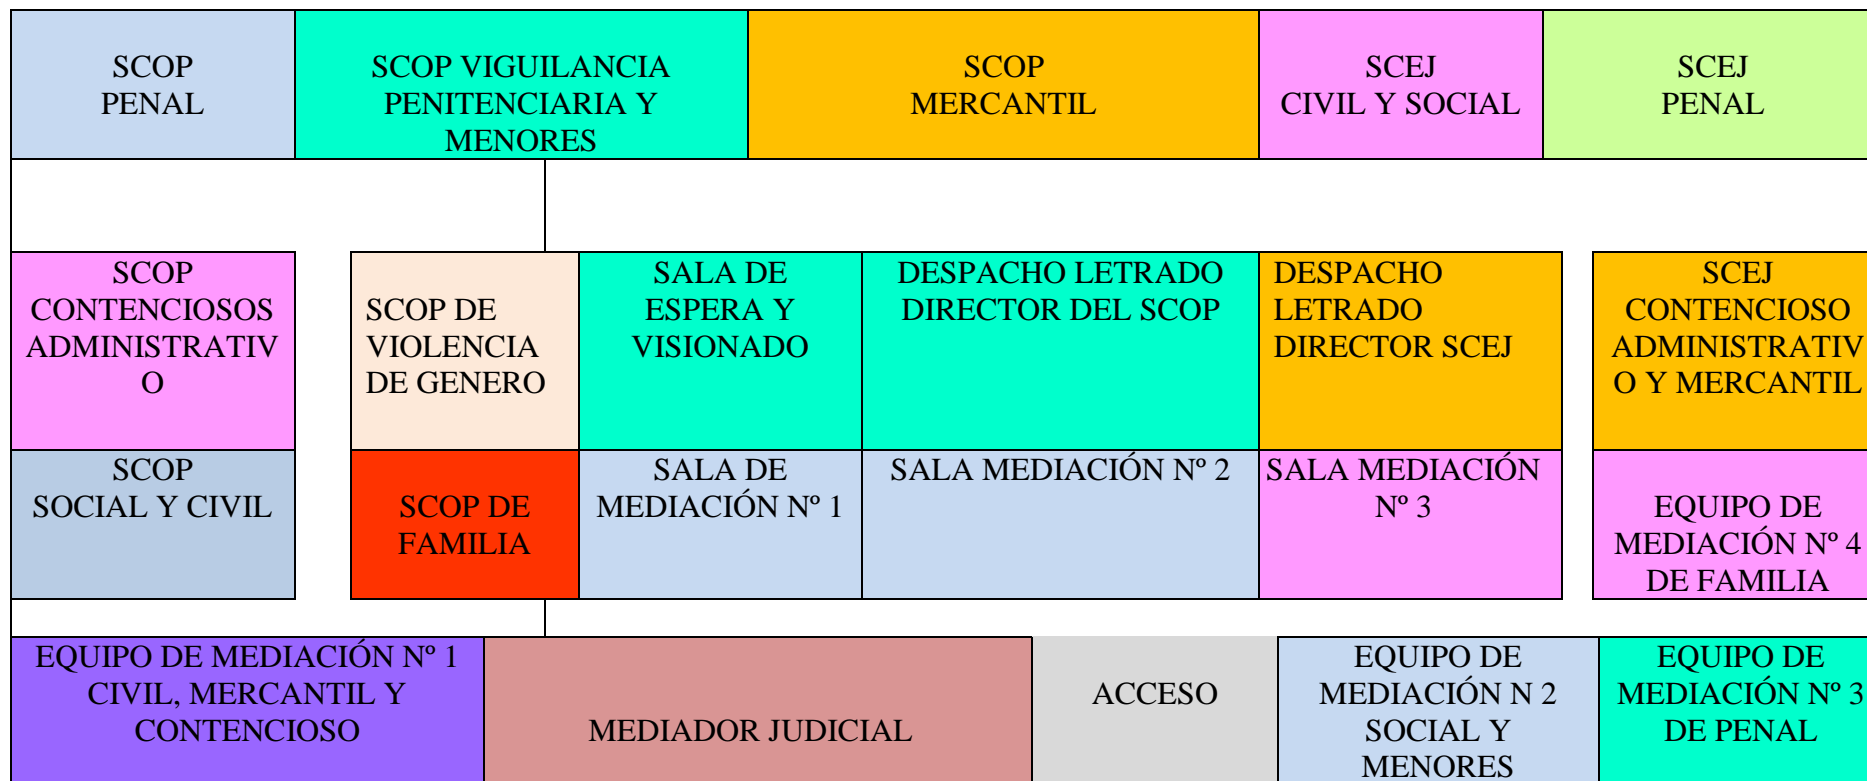 SCOP
PENAL
SCOP VIGUILANCIA
PENITENCIARIA Y
MENORES
SCOP
MERCANTIL
SCEJ
CIVIL Y SOCIAL
SCEJ
PENAL
SCOP
CONTENCIOSOS
ADMINISTRATIV
O
SCOP DE
VIOLENCIA
DE GENERO
SALA DE
ESPERA Y
VISIONADO
DESPACHO LETRADO
DIRECTOR DEL SCOP
DESPACHO
LETRADO
DIRECTOR SCEJ
SCEJ
CONTENCIOSO
ADMINISTRATIV
O Y MERCANTIL
SCOP
SOCIAL Y CIVIL
SCOP DE
FAMILIA
SALA DE
MEDIACIÓN Nº 1
SALA MEDIACIÓN Nº 2
SALA MEDIACIÓN
Nº 3
EQUIPO DE
MEDIACIÓN Nº 4
DE FAMILIA
EQUIPO DE MEDIACIÓN Nº 1
CIVIL, MERCANTIL Y
CONTENCIOSO
MEDIADOR JUDICIAL
ACCESO
EQUIPO DE
MEDIACIÓN N 2
SOCIAL Y
MENORES
EQUIPO DE
MEDIACIÓN Nº 3
DE PENAL